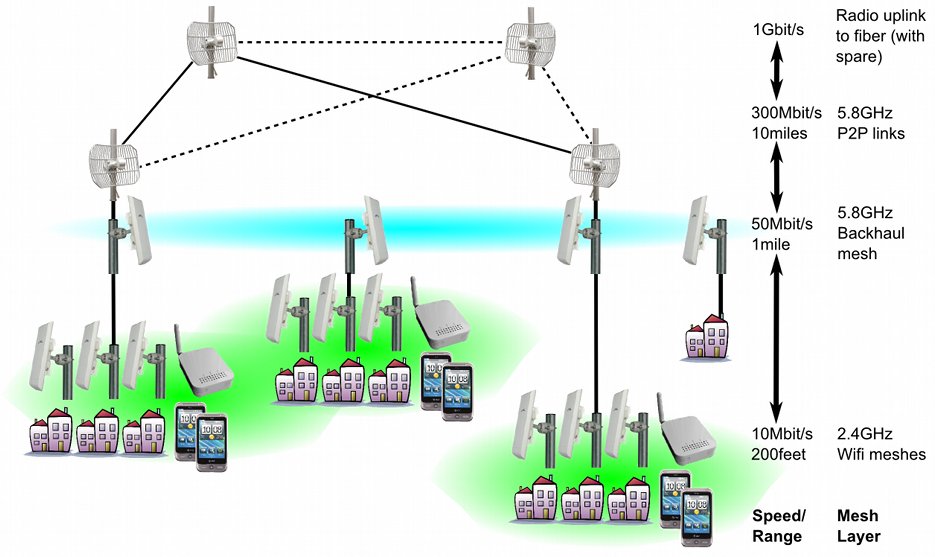 1Gbit/s
Radio uplink
to fiber (with
spare)
300Mbit/s
10miles
5.8GHz
P2P links
50Mbit/s
1mile
5.8GHz
Backhaul
mesh
10Mbit/s
200feet
2.4GHz
Wifi meshes
Speed/
Range
Mesh
Layer